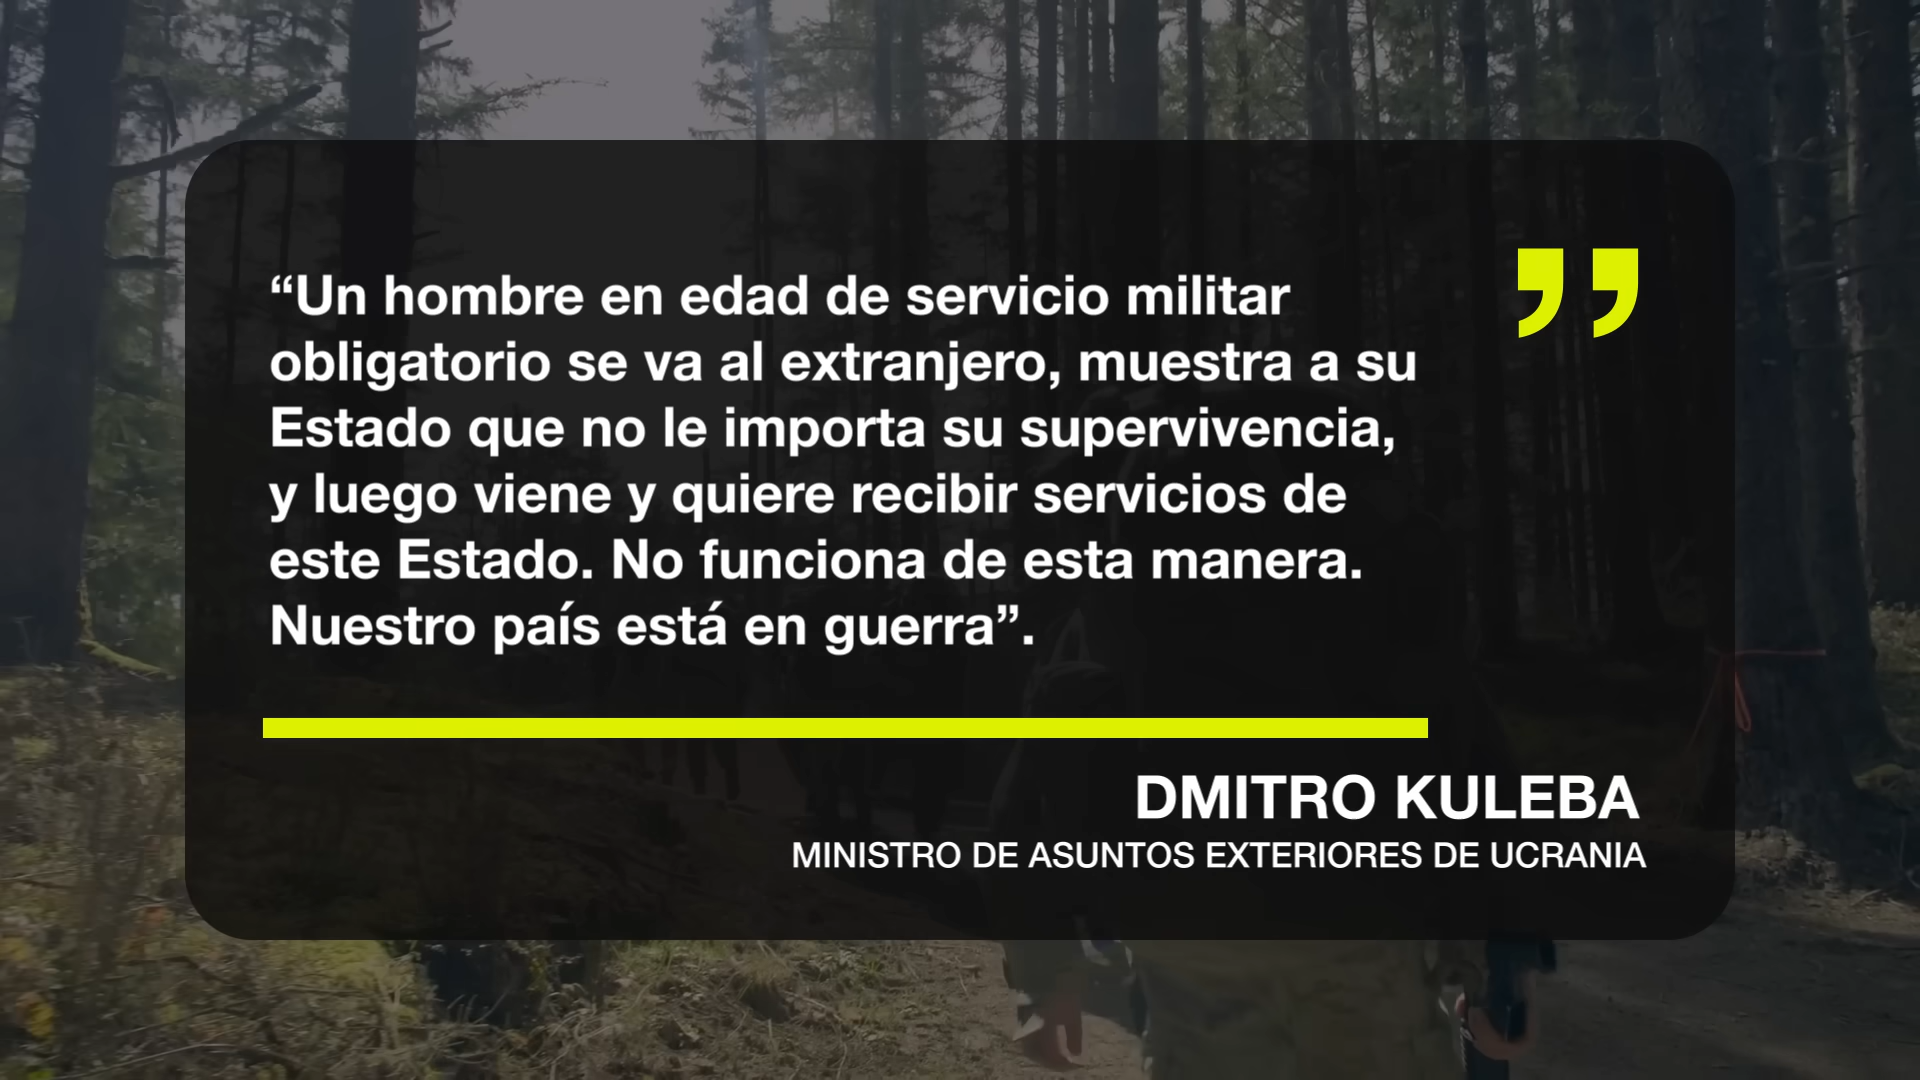 “Un hombre en edad de servicio militar
obligatorio se va al extranjero, muestra a su
Estado que no le importa su supervivencia,
y luego viene y quiere recibir servicios de
este Estado. No funciona de esta manera.
Nuestro país está en guerra”.
DMITRO KULEBA
MINISTRO DE ASUNTOS EXTERIORES DE UCRANIA